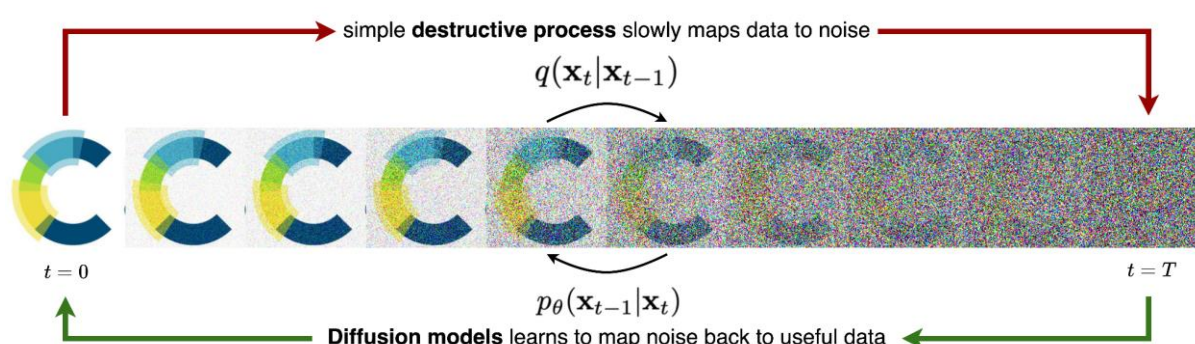 simple destructive process slowly maps data to noise
q(𝐱ₜ|𝐱ₜ₋₁)
t = 0
t = T
p_θ(𝐱ₜ₋₁|𝐱ₜ)
Diffusion models learns to map noise back to useful data